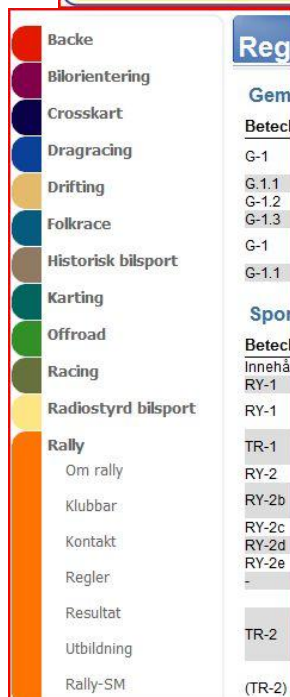 Backe
Bilorientering
Crosskart
Dragracing
Drifting
Folkrace
Historisk bilsport
Karting
Offroad
Racing
Radiostyrd bilsport
Rally
Om rally
Klubbar
Kontakt
Regler
Resultat
Utbildning
Rally-SM
Reg
Gem
Betecl
G-1
G.1.1
G-1.2
G-1.3
G-1
G-1.1
Spor
Betecl
Innehå
RY-1
RY-1
TR-1
RY-2
RY-2b
RY-2c
RY-2d
RY-2e
-
TR-2
(TR-2)